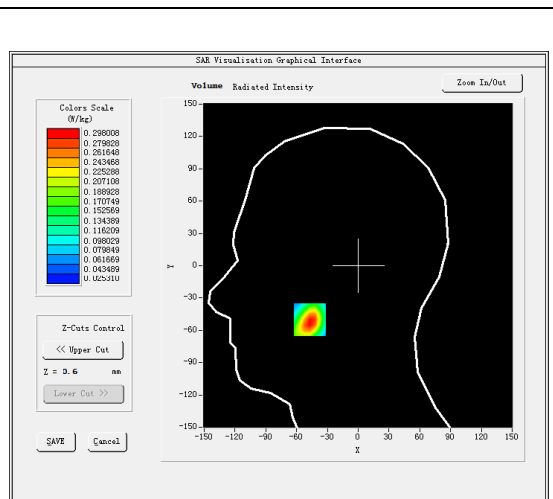 SAR Visualisation Graphical Interface
Volume Radiated Intensity
Zoom In/Out
Colors Scale
(W/kg)
0.298008
0.279828
0.261648
0.243468
0.225288
0.207108
0.188928
0.170749
0.152569
0.134389
0.116209
0.098029
0.079849
0.061669
0.043489
0.025310
Z-Cuts Control
<< Upper Cut
Z = 0.6 mm
Lower Cut >>
SAVE Cancel
150
120
90
60
30
0
-30
-60
-90
-120
-150
Y
-150 -120 -90 -60 -30 0 30 60 90 120 150
X